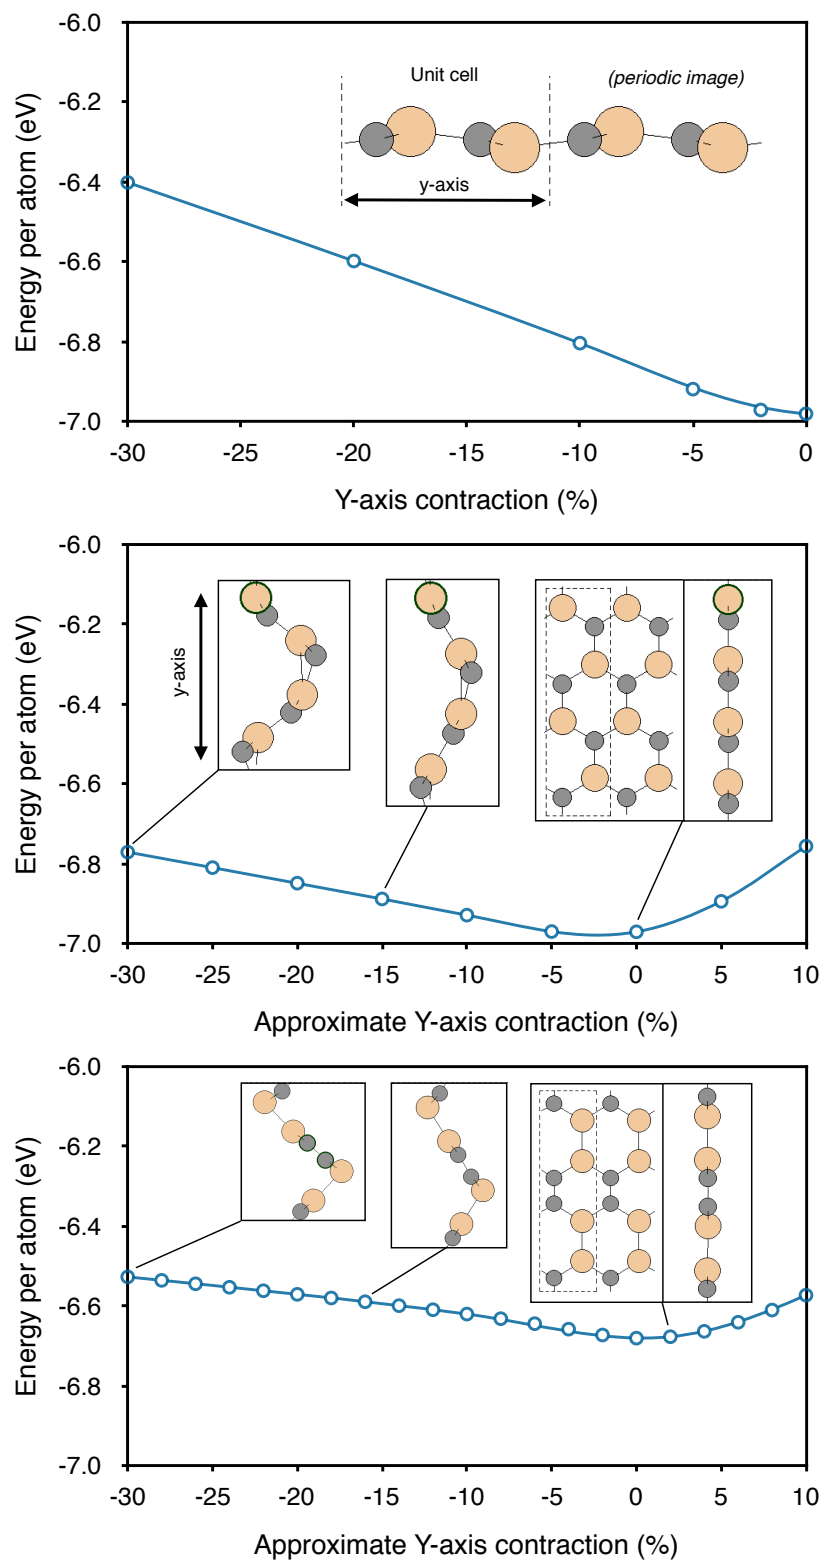 -6.0
-6.2
-6.4
-6.6
-6.8
-7.0
Energy per atom (eV)
Unit cell
(periodic image)
y-axis
-30 -25 -20 -15 -10 -5 0
Y-axis contraction (%)
-6.0
-6.2
-6.4
-6.6
-6.8
-7.0
Energy per atom (eV)
y-axis
-30 -25 -20 -15 -10 -5 0 5 10
Approximate Y-axis contraction (%)
-6.0
-6.2
-6.4
-6.6
-6.8
-7.0
Energy per atom (eV)
-30 -25 -20 -15 -10 -5 0 5 10
Approximate Y-axis contraction (%)